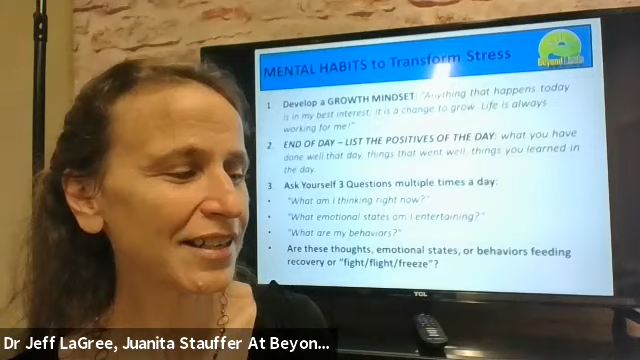 MENTAL HABITS to Transform Stress
1. Develop a GROWTH MINDSET: "Anything that happens today
is in my best interest; it is a change to grow. Life is always
working for me!"
2. END OF DAY – LIST THE POSITIVES OF THE DAY: what you have
done well that day, things that went well, things you learned in
the day.
3. Ask Yourself 3 Questions multiple times a day:
• "What am I thinking right now?"
• "What emotional states am I entertaining?"
• "What are my behaviors?"
• Are these thoughts, emotional states, or behaviors feeding
recovery or "fight/flight/freeze"?
TCL
Dr Jeff LaGree, Juanita Stauffer At Beyon...